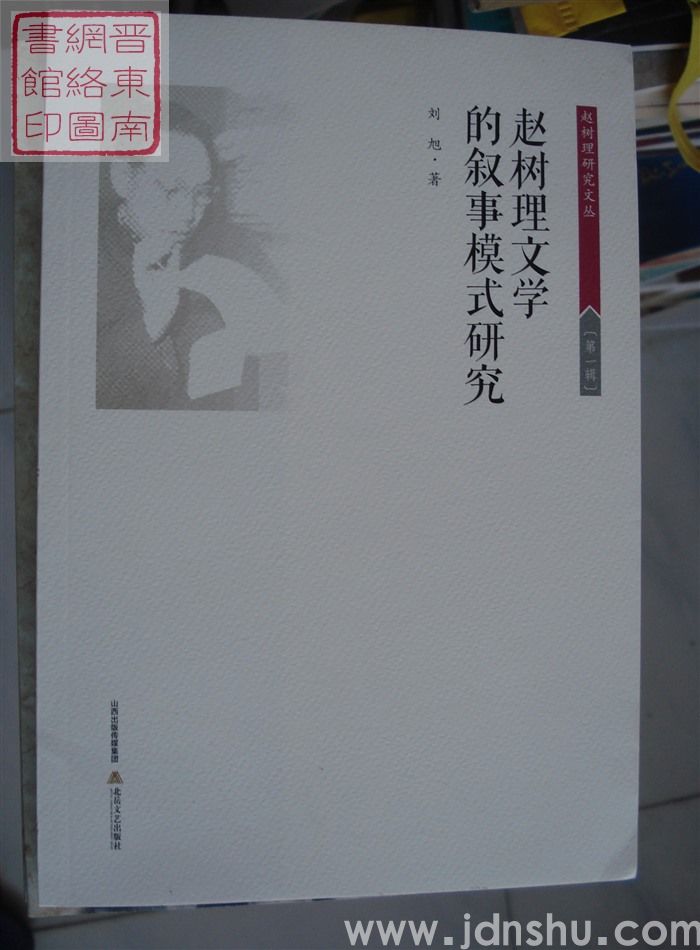 晋東南
網絡圖
書館印
赵树理研究文丛
〔第一辑〕
赵树理文学
的叙事模式研究
刘旭·著
山西出版传媒集团
北岳文艺出版社
www.jdnshu.com